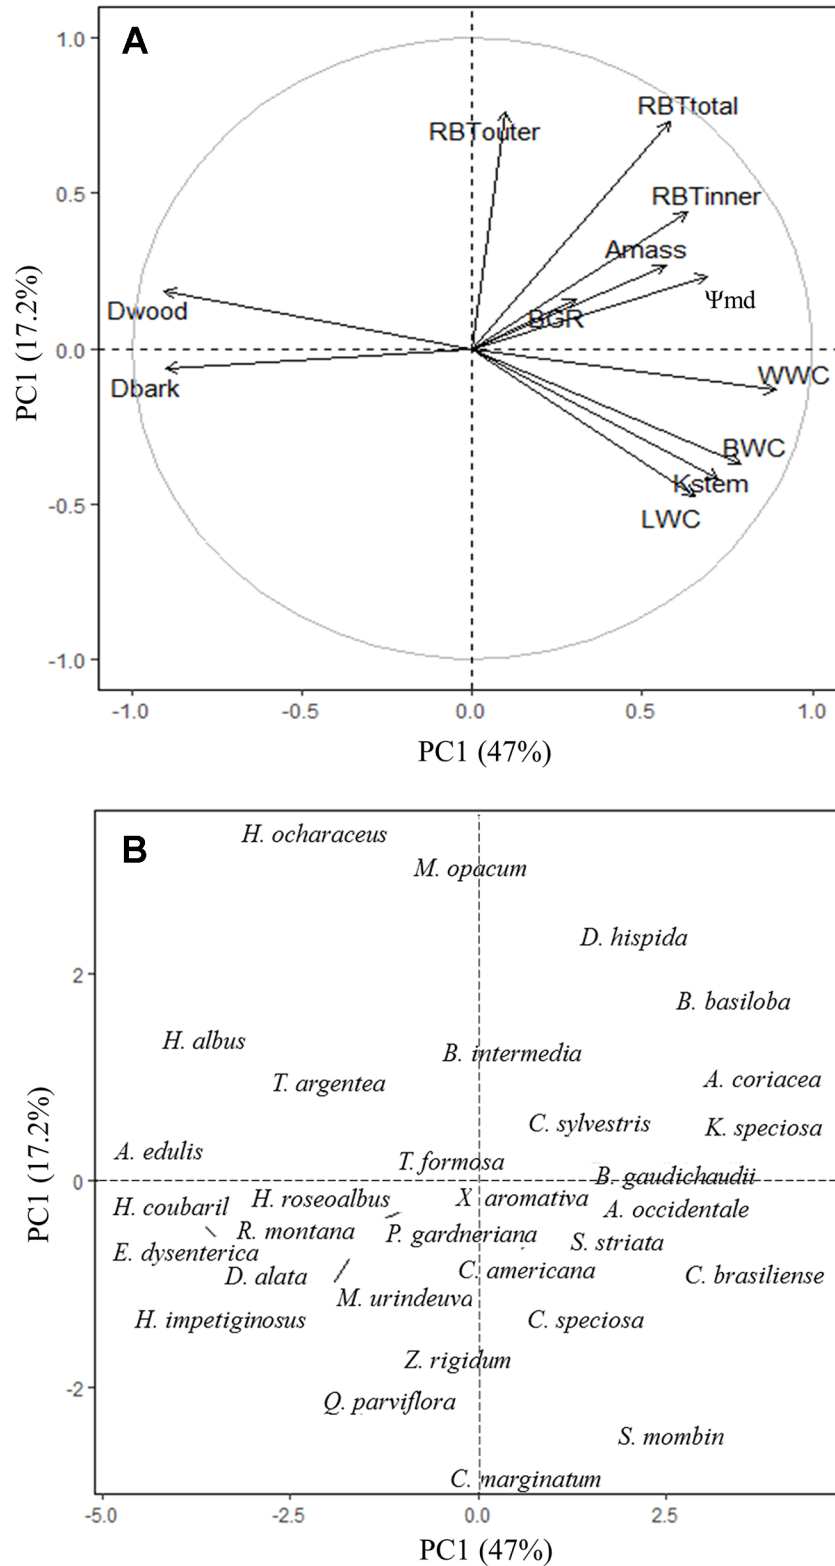 A
1.0
RBTtotal
RBTouter
0.5
RBTinner
Amass
Ψmd
Dwood
BGR
0.0
WWC
Dbark
BWC
Kstem
-0.5
LWC
-1.0
PC1 (17.2%)
-1.0 -0.5 0.0 0.5 1.0
PC1 (47%)
B
H. ocharaceus
M. opacum
D. hispida
2
B. basiloba
H. albus
B. intermedia
T. argentea
A. coriacea
C. sylvestris
K. speciosa
A. edulis
T. formosa
B. gaudichaudii
0
H. coubaril
H. roseoalbus
X aromativa
A. occidentale
R. montana
P. gardneriana
S. striata
E. dysenterica
D. alata
C. americana
C. brasiliense
M. urindeuva
H. impetiginosus
C. speciosa
Z. rigidum
-2
Q. parviflora
S. mombin
C. marginatum
PC1 (17.2%)
-5.0 -2.5 0.0 2.5
PC1 (47%)